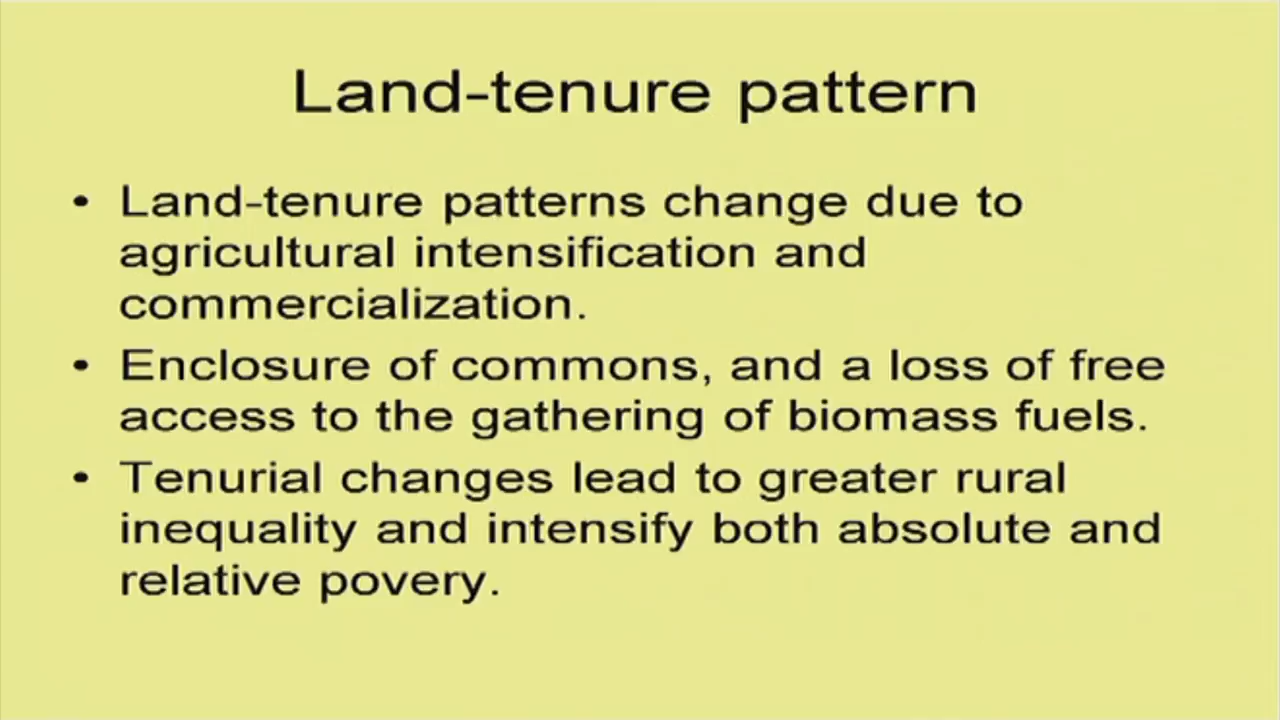 Land-tenure pattern
• Land-tenure patterns change due to
agricultural intensification and
commercialization.
• Enclosure of commons, and a loss of free
access to the gathering of biomass fuels.
• Tenurial changes lead to greater rural
inequality and intensify both absolute and
relative povery.